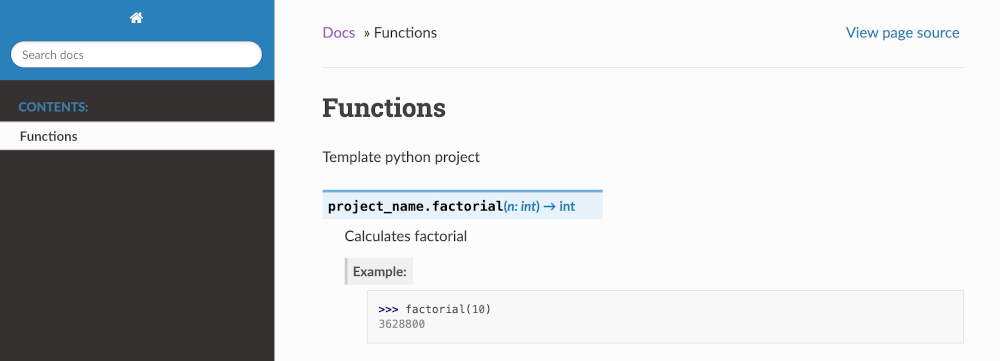 Search docs
CONTENTS:
Functions
Docs » Functions
View page source
Functions
Template python project
project_name.factorial(n: int) → int
Calculates factorial
Example:
>>> factorial(10)
3628800